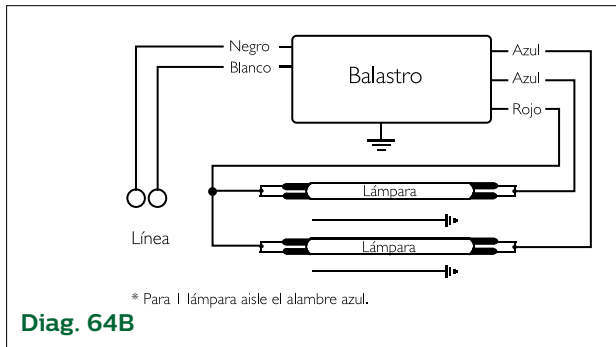 Negro
Blanco
Balastro
Azul
Azul
Rojo
Lámpara
Línea
Lámpara
* Para 1 lámpara aisle el alambre azul.
Diag. 64B